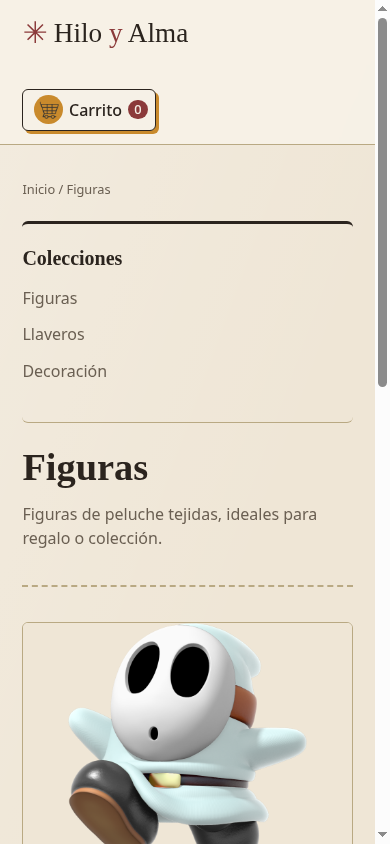 Hilo y Alma
Carrito 0
Inicio / Figuras
Colecciones
Figuras
Llaveros
Decoración
Figuras
Figuras de peluche tejidas, ideales para
regalo o colección.